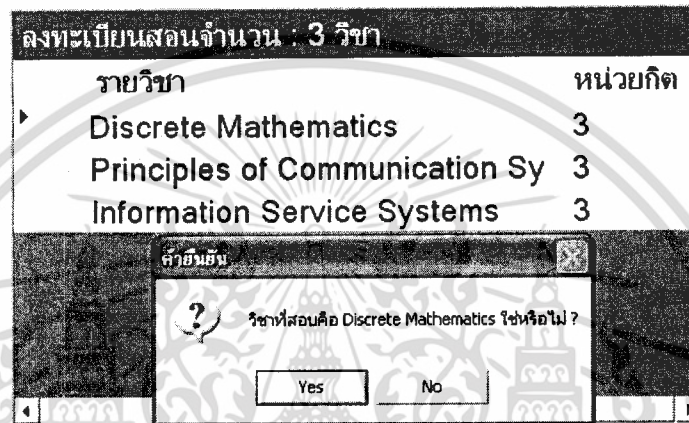 ลงทะเบียนสอนจำนวน : 3 วิชา
รายวิชา หน่วยกิต
Discrete Mathematics 3
Principles of Communication Sy 3
Information Service Systems 3
คำยืนยัน
วิชาที่สอนคือ Discrete Mathematics ใช่หรือไม่ ?
Yes No